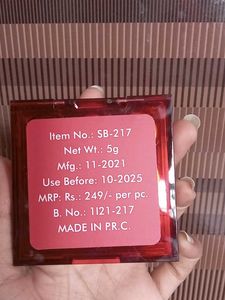 Item No.: SB-217
Net Wt.: 5g
Mfg.: 11-2021
Use Before: 10-2025
MRP: Rs.: 249/- per pc.
B. No.: 1I21-217
MADE IN P.R.C.